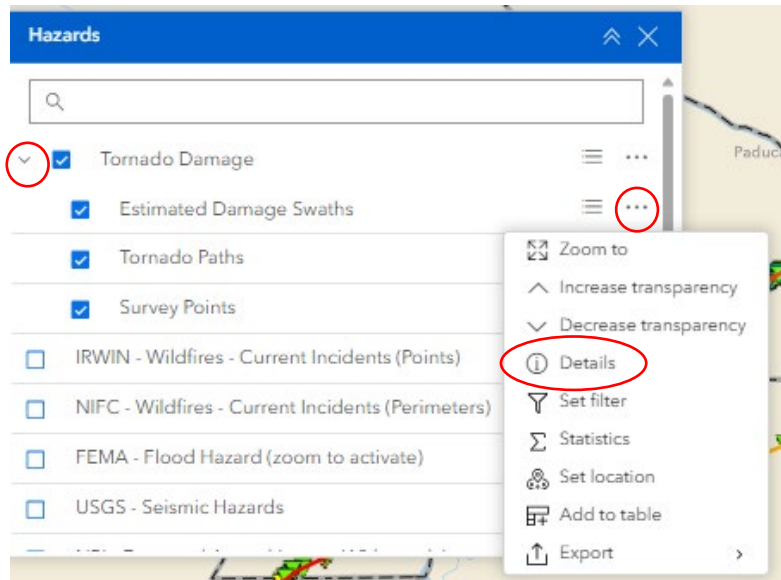 Hazards
Tornado Damage
Paduc
Estimated Damage Swaths
Tornado Paths
Survey Points
IRWIN - Wildfires - Current Incidents (Points)
NIFC - Wildfires - Current Incidents (Perimeters)
FEMA - Flood Hazard (zoom to activate)
USGS - Seismic Hazards
Zoom to
Increase transparency
Decrease transparency
Details
Set filter
Statistics
Set location
Add to table
Export